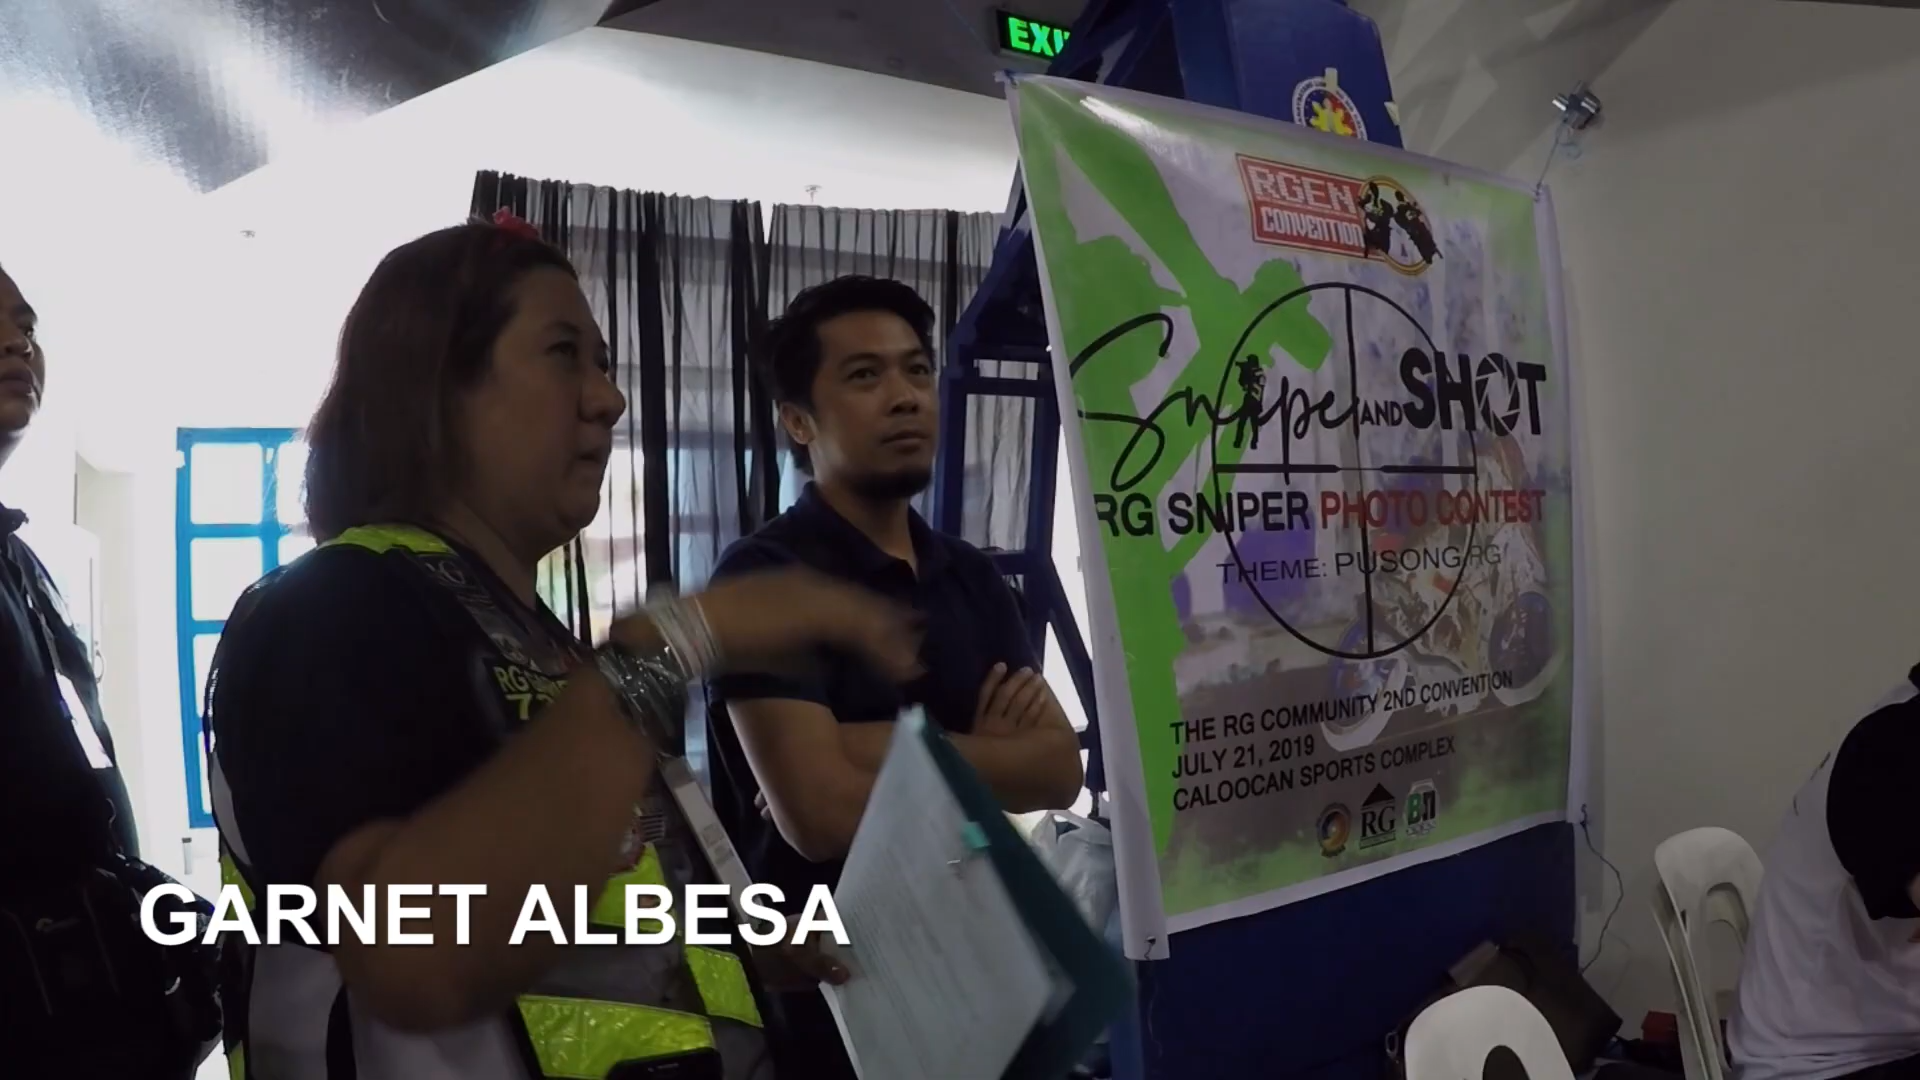 EXI
RGEN
CONVENTION
Snipe AND SHOT
RG SNIPER PHOTO CONTEST
THEME: PUSONG RG
THE RG COMMUNITY 2ND CONVENTION
JULY 21, 2019
CALOOCAN SPORTS COMPLEX
RG
GARNET ALBESA